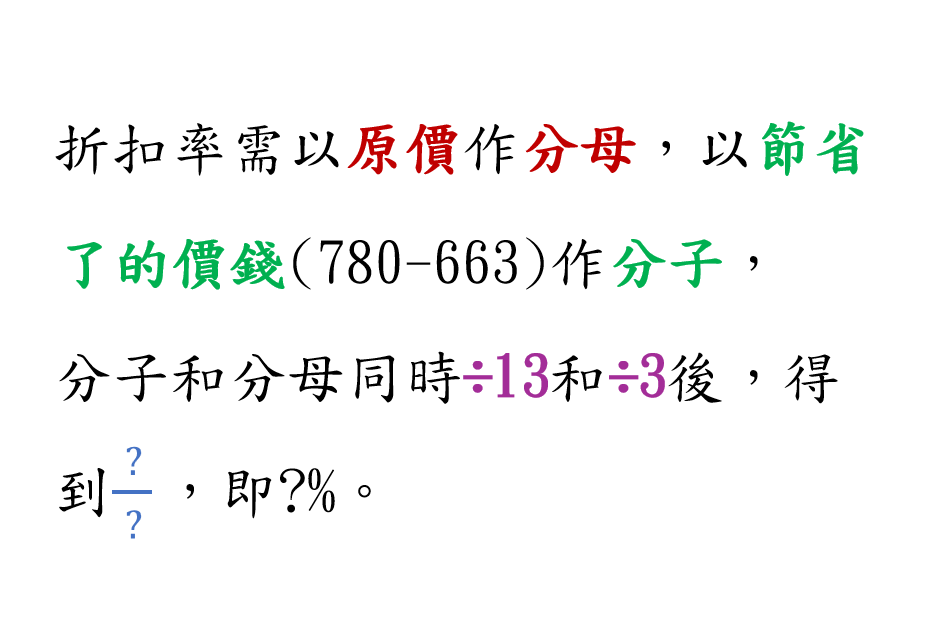 折扣率需以原價作分母，以節省
了的價錢(780-663)作分子，
分子和分母同時÷13和÷3後，得
到?/?，即?%。